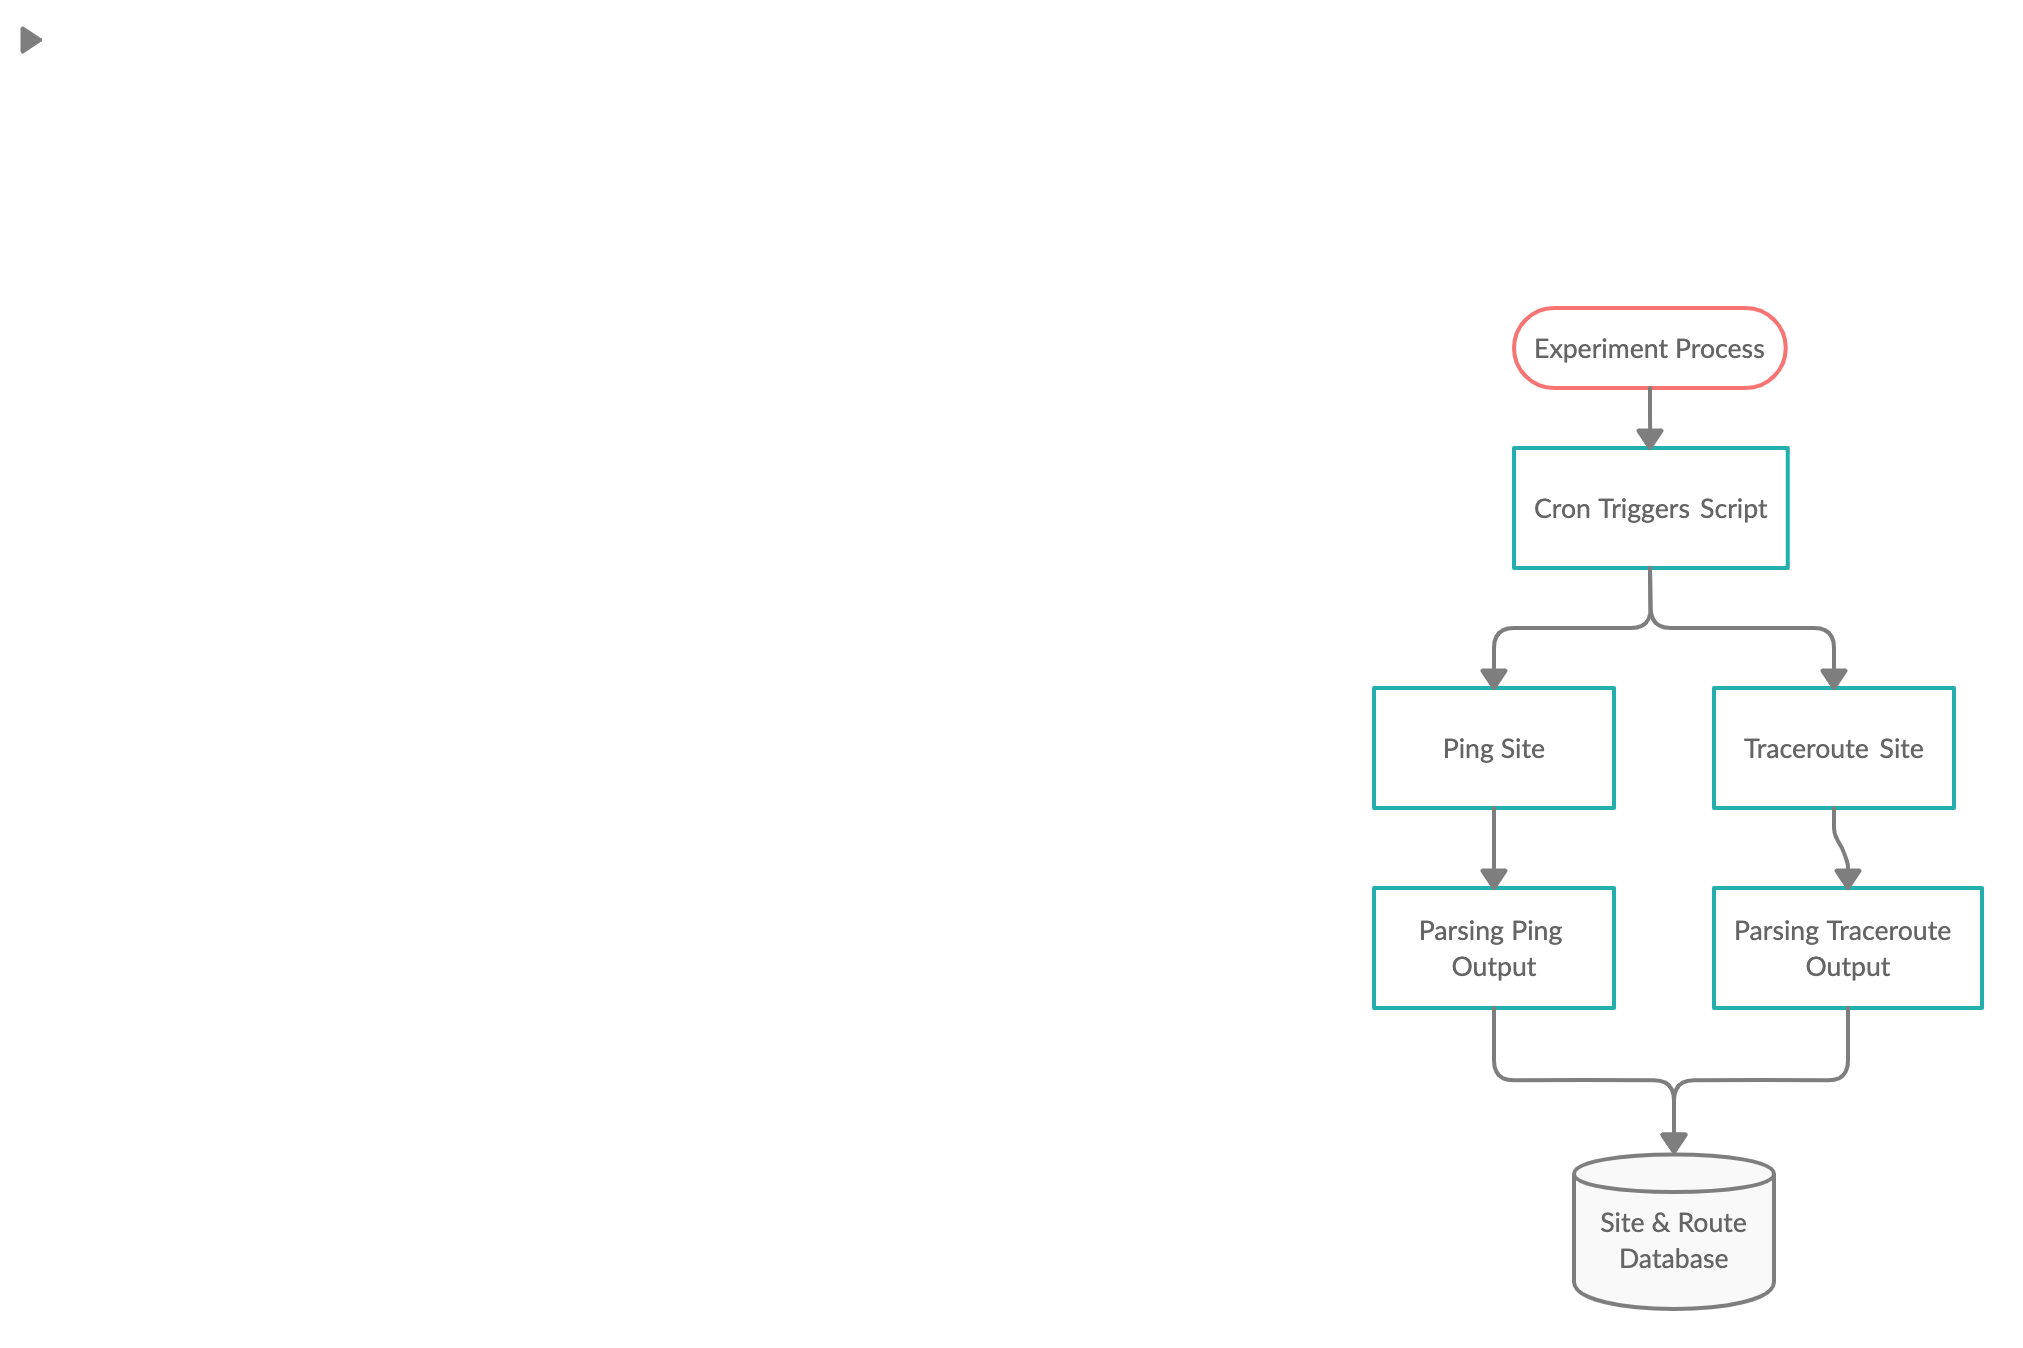 Experiment Process
Cron Triggers Script
Ping Site
Traceroute Site
Parsing Ping
Output
Parsing Traceroute
Output
Site & Route
Database